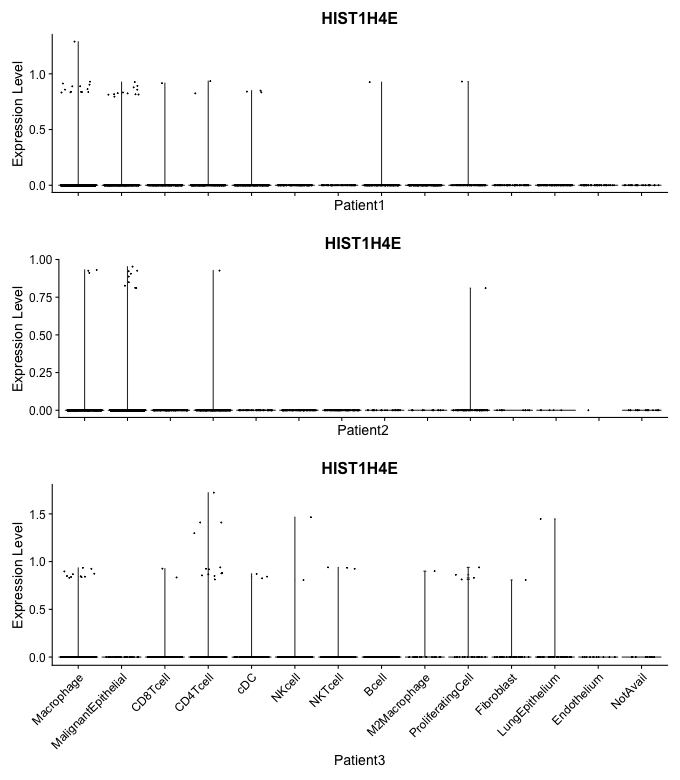 HIST1H4E
Expression Level
1.0
0.5
0.0
Patient1
HIST1H4E
Expression Level
1.00
0.75
0.50
0.25
0.00
Patient2
HIST1H4E
Expression Level
1.5
1.0
0.5
0.0
Macrophage
MalignantEpithelial
CD8Tcell
CD4Tcell
cDC
NKcell
NKTcell
Bcell
M2Macrophage
ProliferatingCell
Fibroblast
LungEpithelium
Endothelium
NotAvail
Patient3